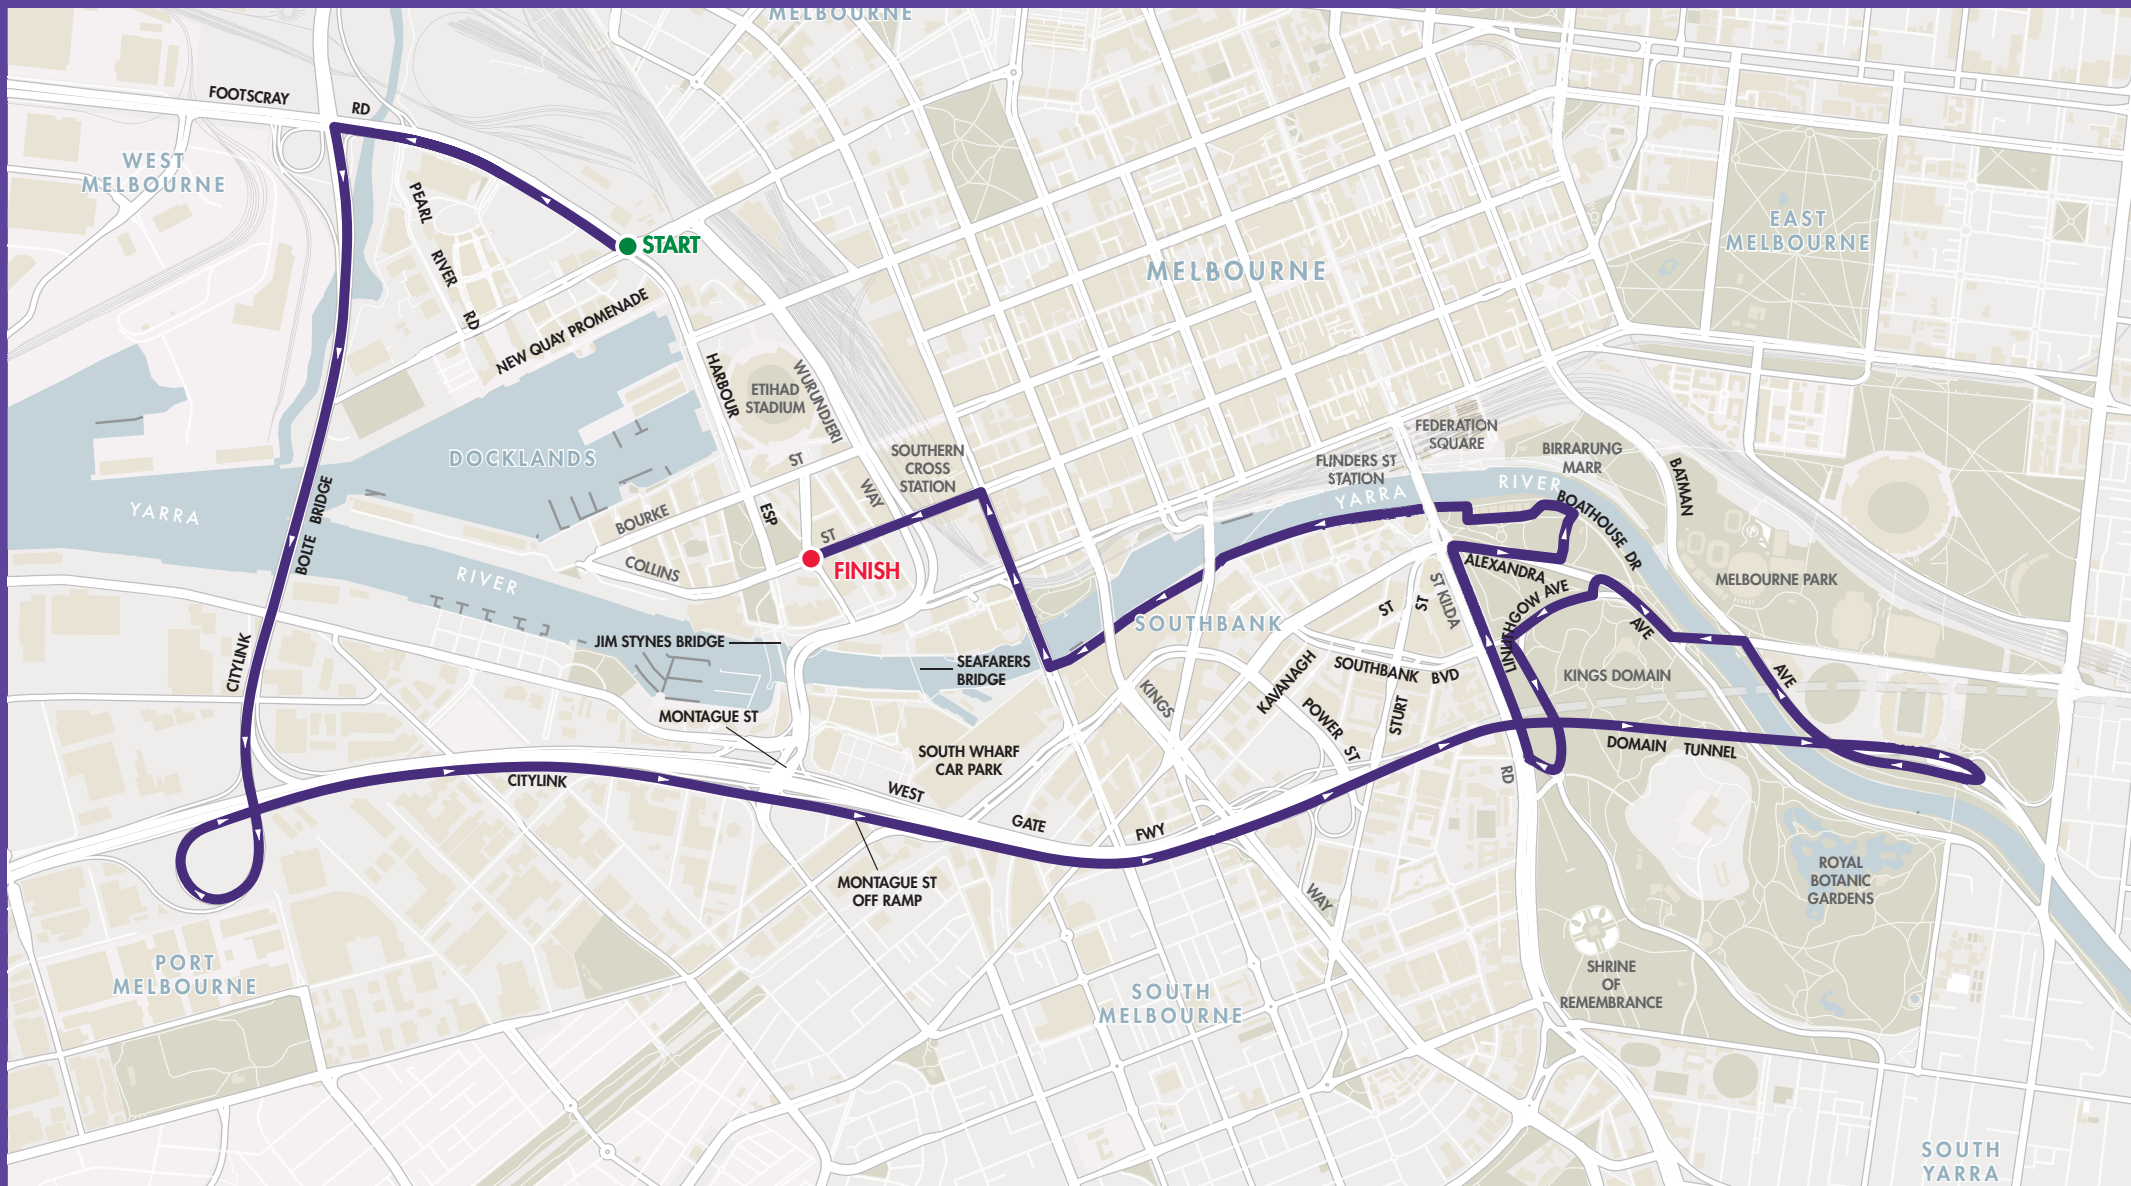 MELBOURNE
FOOTSCRAY
RD
WEST
MELBOURNE
PEARL
RIVER
RD
START
NEW QUAY PROMENADE
EAST
MELBOURNE
MELBOURNE
HARBOUR
ESP
ETIHAD
STADIUM
WURUNDJERI
WAY
SOUTHERN
CROSS
STATION
FEDERATION
SQUARE
FLINDERS ST
STATION
BIRRARUNG
MARR
BATMAN
AVE
DOCKLANDS
YARRA
RIVER
YARRA
RIVER
BOLTE BRIDGE
BOURKE
ST
COLLINS
ST
FINISH
BOATHOUSE DR
ALEXANDRA
AVE
LINLITHGOW AVE
MELBOURNE PARK
ST KILDA
RD
ST
ST
SOUTHBANK
JIM STYNES BRIDGE
SEAFARERS
BRIDGE
CITYLINK
KINGS
WAY
KAVANAGH
SOUTHBANK BVD
POWER ST
STURT
KINGS DOMAIN
MONTAGUE ST
SOUTH WHARF
CAR PARK
DOMAIN TUNNEL
CITYLINK
WEST
GATE
FWY
MONTAGUE ST
OFF RAMP
ROYAL
BOTANIC
GARDENS
PORT
MELBOURNE
SHRINE
OF
REMEMBRANCE
SOUTH
MELBOURNE
SOUTH
YARRA